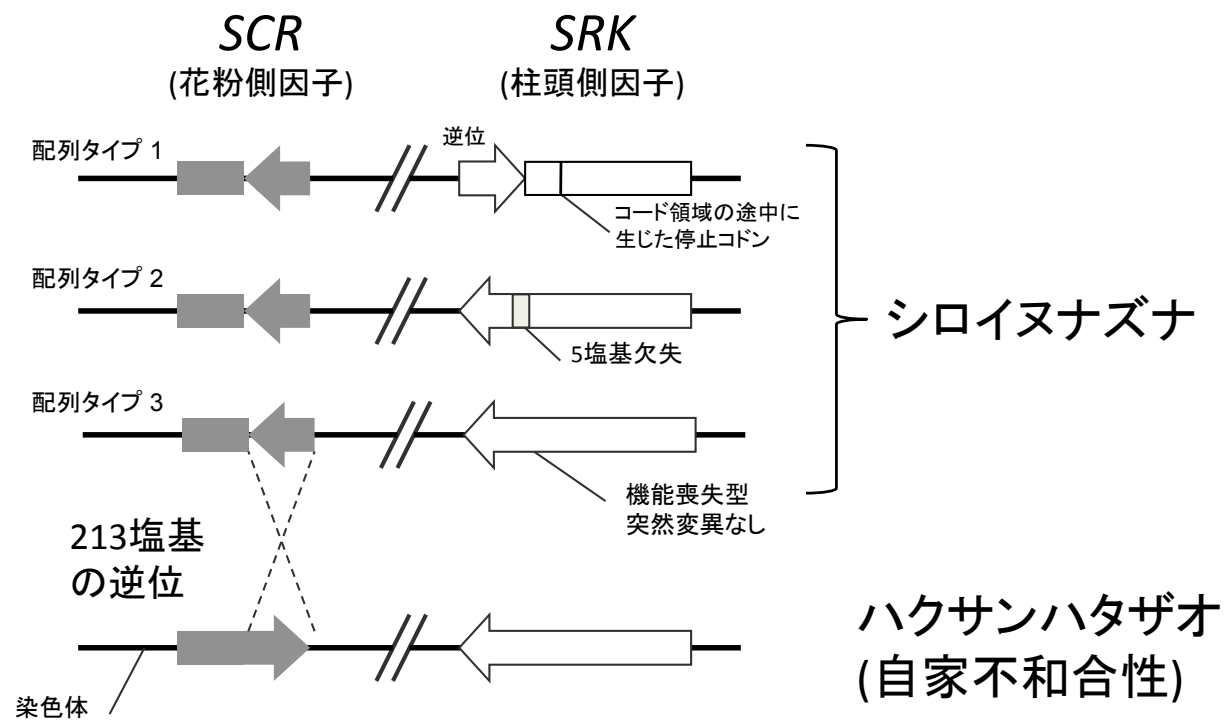 SCR
(花粉側因子)
SRK
(柱頭側因子)
配列タイプ 1
逆位
コード領域の途中に
生じた停止コドン
配列タイプ 2
5塩基欠失
シロイヌナズナ
配列タイプ 3
機能喪失型
突然変異なし
213塩基
の逆位
ハクサンハタザオ
(自家不和合性)
染色体